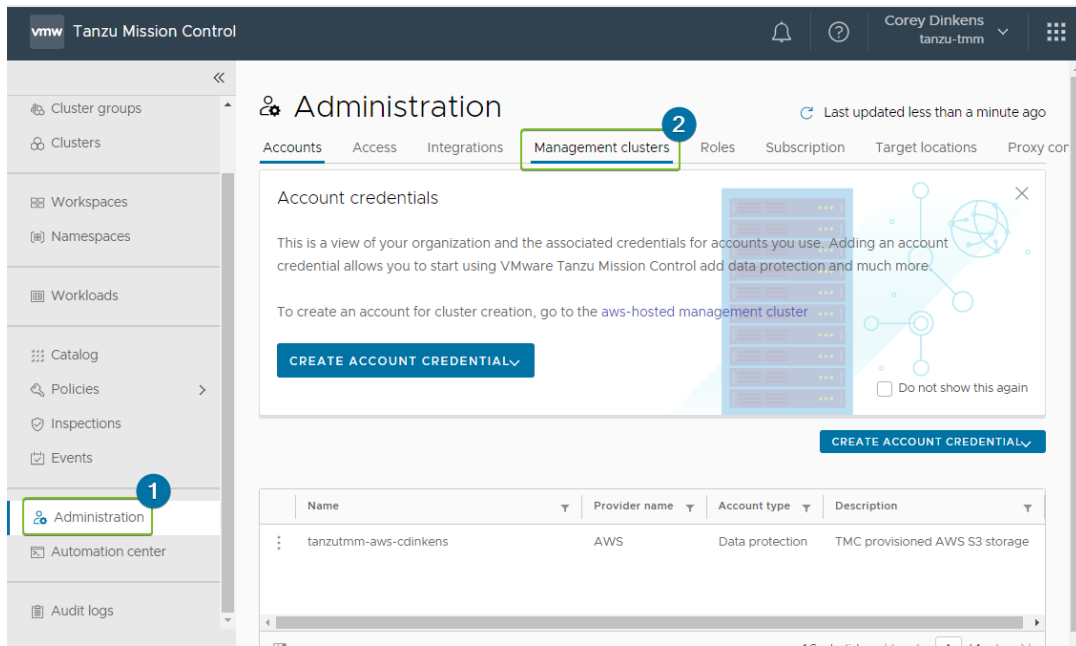 vmw Tanzu Mission Control
Corey Dinkens
tanzu-tmm
Cluster groups
Clusters
Workspaces
Namespaces
Workloads
Catalog
Policies
Inspections
Events
1
Administration
Automation center
Audit logs
Administration
Last updated less than a minute ago
2
Accounts Access Integrations Management clusters Roles Subscription Target locations Proxy con
Account credentials
This is a view of your organization and the associated credentials for accounts you use. Adding an account
credential allows you to start using VMware Tanzu Mission Control add data protection and much more.
To create an account for cluster creation, go to the aws-hosted management cluster
CREATE ACCOUNT CREDENTIAL
Do not show this again
CREATE ACCOUNT CREDENTIAL
Name Provider name Account type Description
tanzutmm-aws-cdinkens AWS Data protection TMC provisioned AWS S3 storage